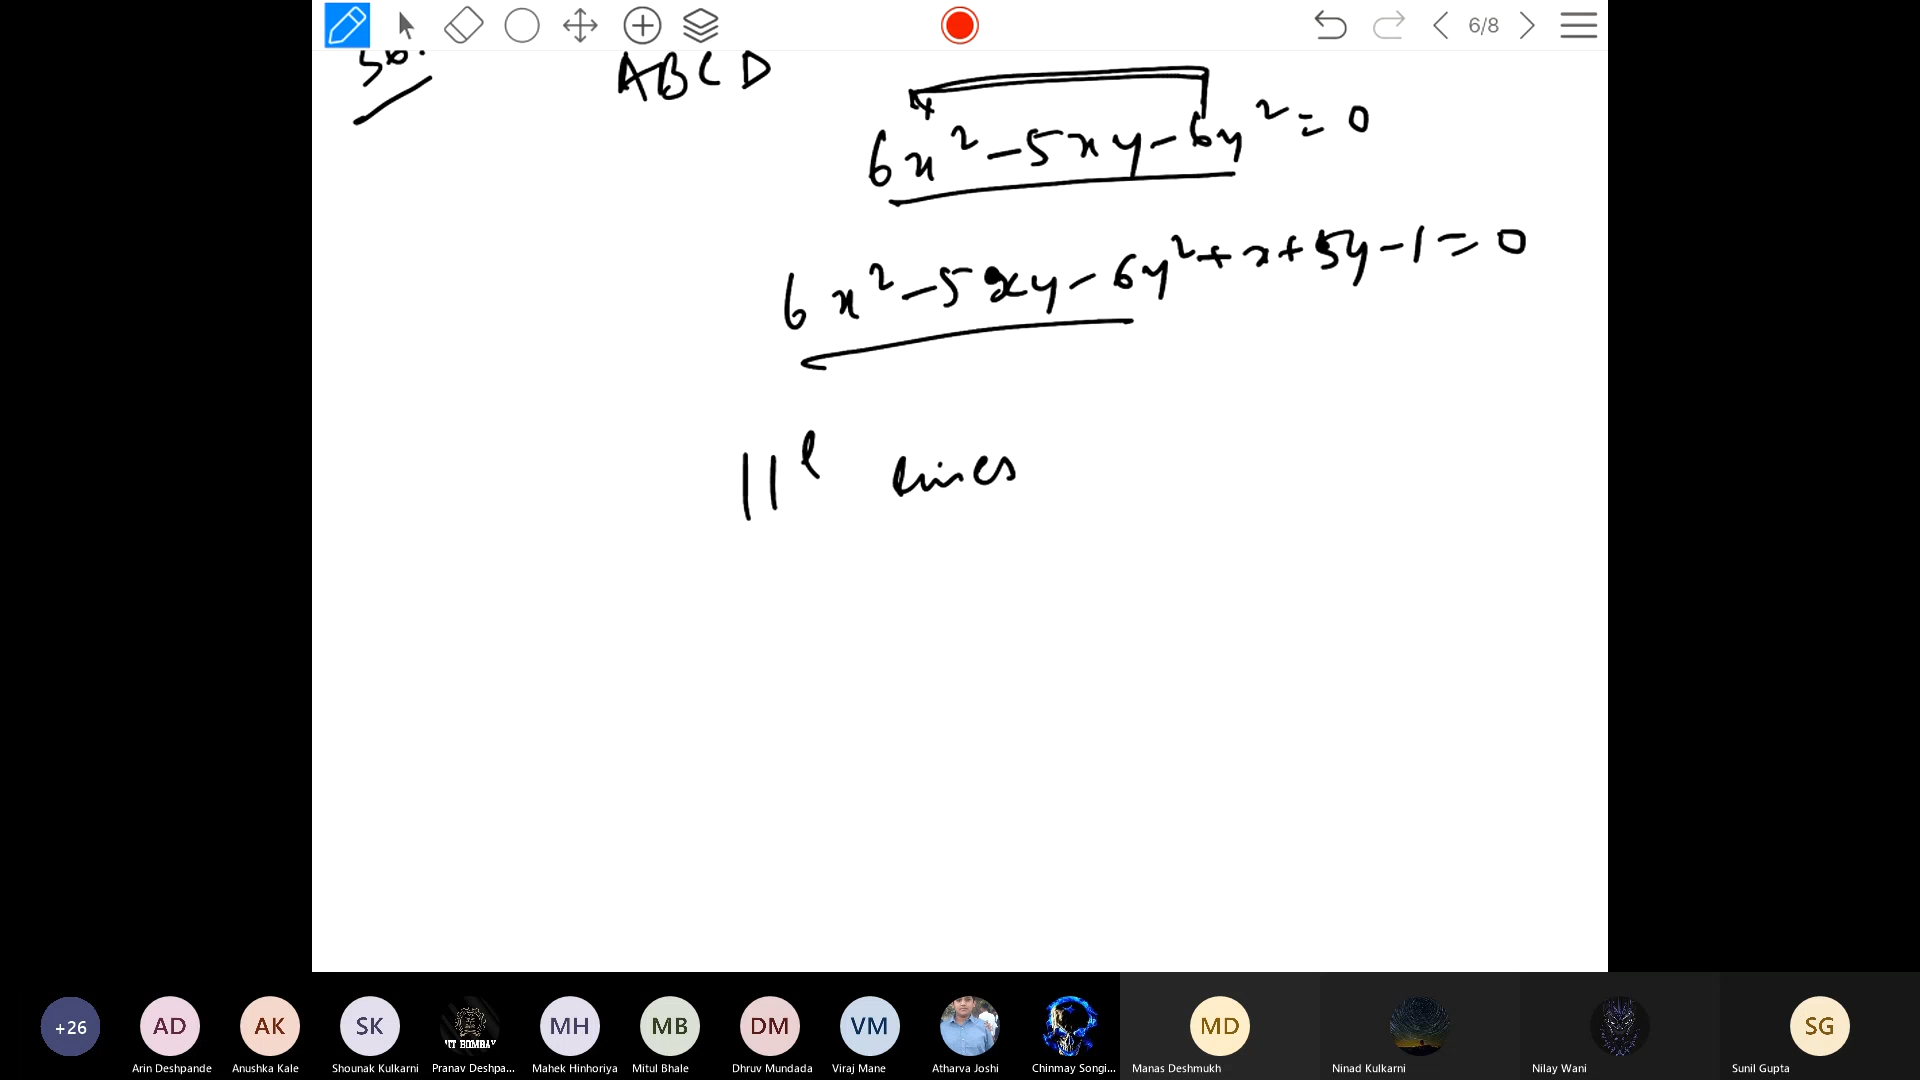 6/8
ABCD
6x² - 5xy - 6y² = 0
6x² - 5xy - 6y² + x + 5y - 1 = 0
||l lines
+26 AD AK SK MH MB DM VM MD SG
Arin Deshpande Anushka Kale Shounak Kulkarni Pranav Deshpa... Mahek Hinhoriya Mitul Bhale Dhruv Mundada Viraj Mane Atharva Joshi Chinmay Songi... Manas Deshmukh Ninad Kulkarni Nilay Wani Sunil Gupta